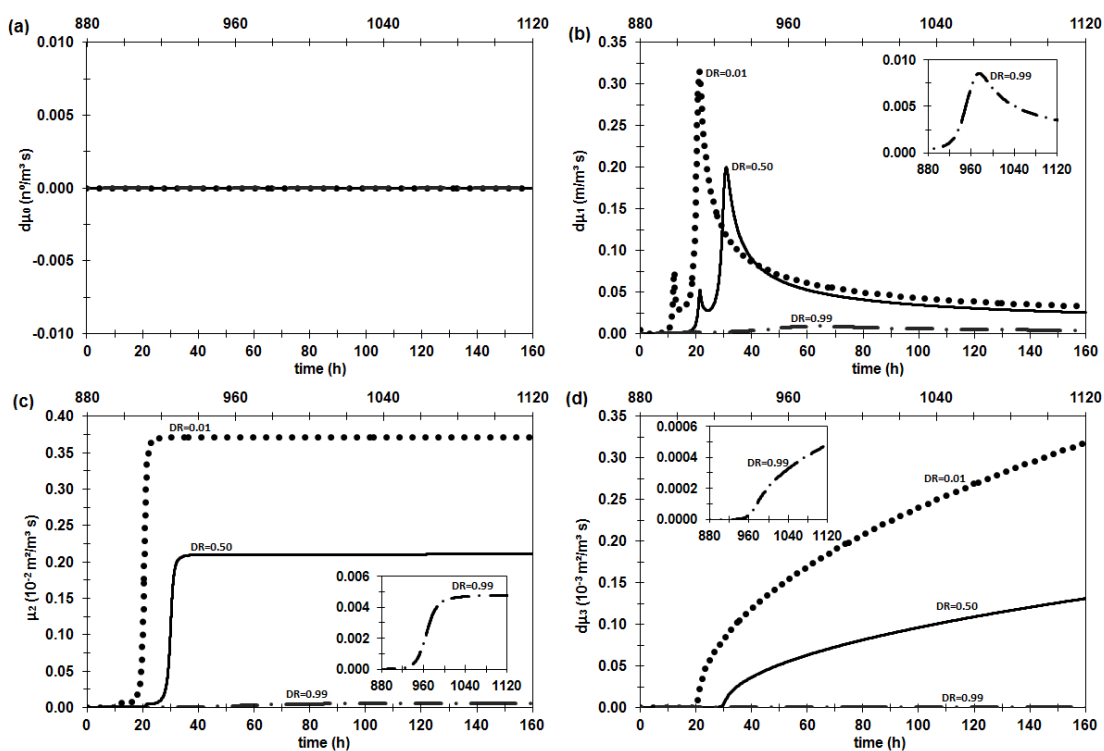 880 960 1040 1120
(a)
0.010
0.005
0.000
-0.005
-0.010
dµ₀ (nº/m³ s)
0 20 40 60 80 100 120 140 160
time (h)
880 960 1040 1120
(b)
0.35
0.30
0.25
0.20
0.15
0.10
0.05
0.00
dµ₁ (m/m³ s)
DR=0.01
DR=0.50
DR=0.99
0.010
0.005
0.000
DR=0.99
880 960 1040 1120
0 20 40 60 80 100 120 140 160
time (h)
880 960 1040 1120
(c)
0.40
0.35
0.30
0.25
0.20
0.15
0.10
0.05
0.00
µ₂ (10⁻² m²/m³ s)
DR=0.01
DR=0.50
DR=0.99
0.006
0.004
0.002
0.000
DR=0.99
880 960 1040 1120
0 20 40 60 80 100 120 140 160
time (h)
880 960 1040 1120
(d)
0.35
0.30
0.25
0.20
0.15
0.10
0.05
0.00
dµ₃ (10⁻³ m²/m³ s)
0.0006
0.0004
0.0002
0.0000
DR=0.99
880 960 1040 1120
DR=0.01
DR=0.50
DR=0.99
0 20 40 60 80 100 120 140 160
time (h)